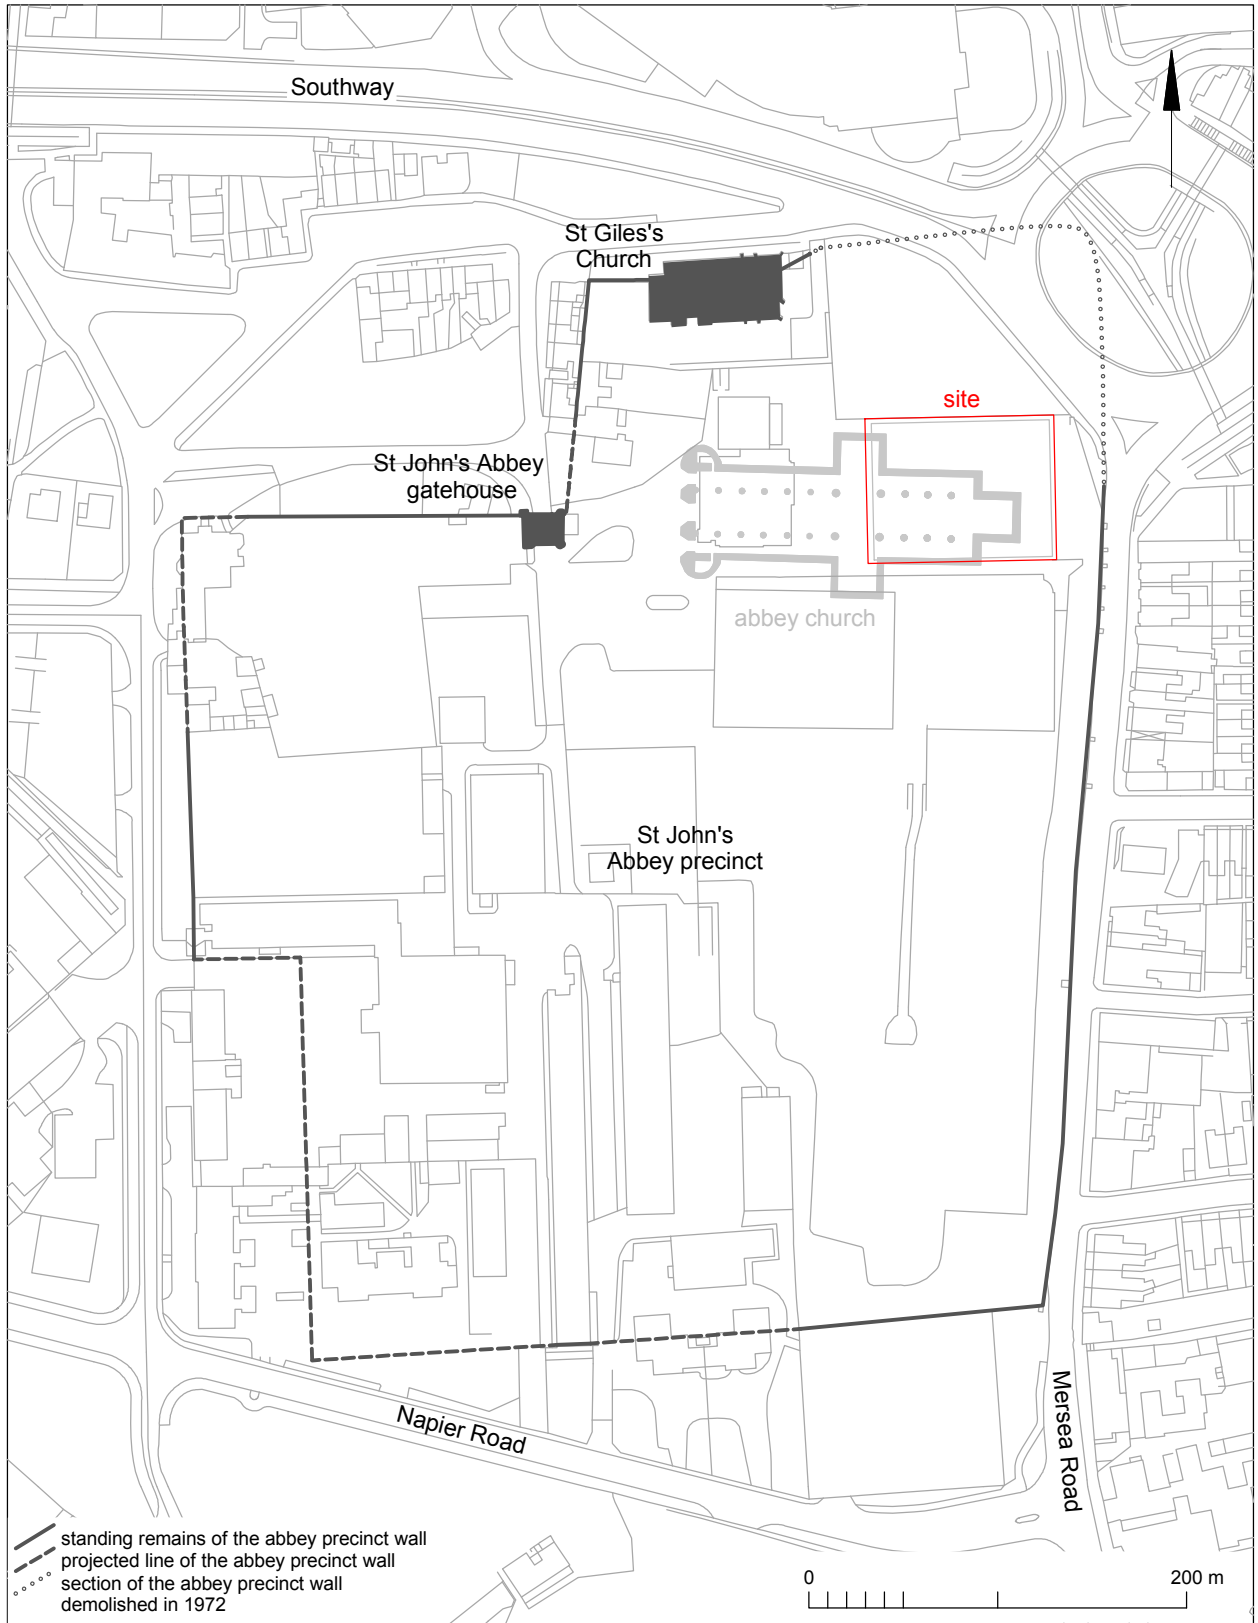 Southway
St Giles's
Church
site
St John's Abbey
gatehouse
abbey church
St John's
Abbey precinct
Napier Road
Mersea Road
standing remains of the abbey precinct wall
projected line of the abbey precinct wall
section of the abbey precinct wall
demolished in 1972
0 200 m